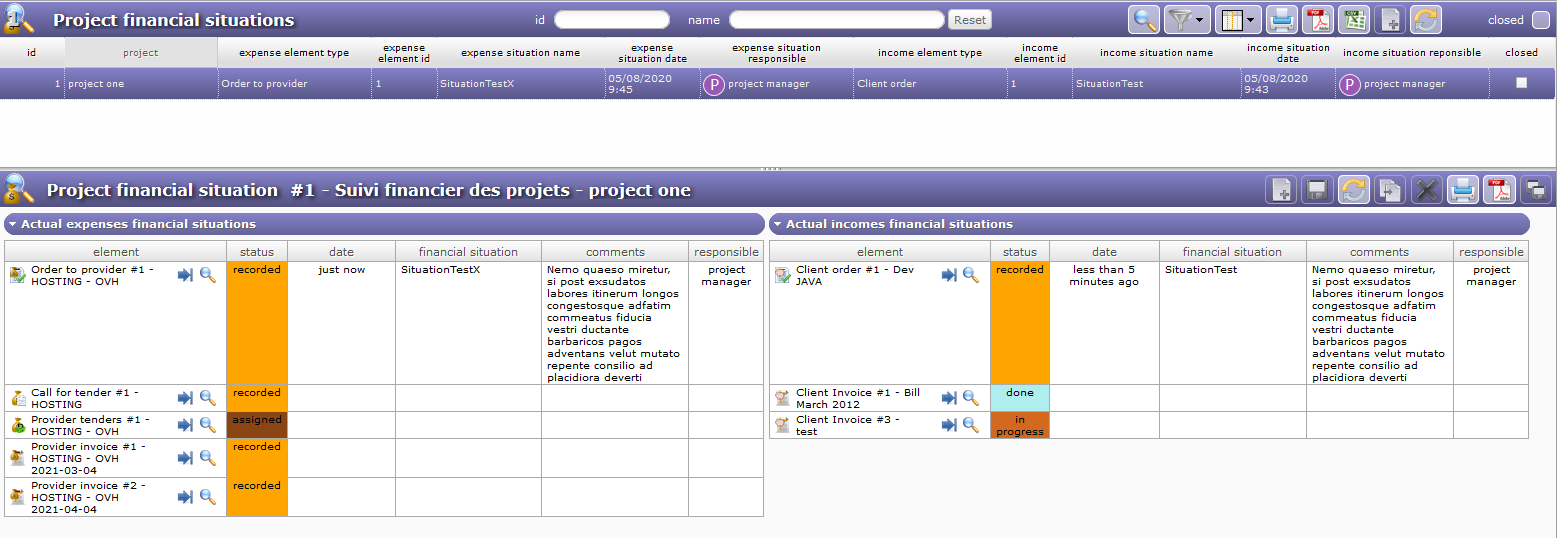 Project financial situations
id
name
Reset
closed
id
project
expense element type
expense element id
expense situation name
expense situation date
expense situation responsible
income element type
income element id
income situation name
income situation date
income situation reponsible
closed
1
project one
Order to provider
1
SituationTestX
05/08/2020
9:45
P project manager
Client order
1
SituationTest
05/08/2020
9:43
P project manager
Project financial situation #1 - Suivi financier des projets - project one
Actual expenses financial situations
element
status
date
financial situation
comments
responsible
Order to provider #1 -
HOSTING - OVH
recorded
just now
SituationTestX
Nemo quaeso miretur,
si post exsudatos
labores itinerum longos
congestosque adfatim
commeatus fiducia
vestri ductante
barbaricos pagos
adventans velut mutato
repente consilio ad
placidiora deverti
project
manager
Call for tender #1 -
HOSTING
recorded
Provider tenders #1 -
HOSTING - OVH
assigned
Provider invoice #1 -
HOSTING - OVH
2021-03-04
recorded
Provider invoice #2 -
HOSTING - OVH
2021-04-04
recorded
Actual incomes financial situations
element
status
date
financial situation
comments
responsible
Client order #1 - Dev
JAVA
recorded
less than 5
minutes ago
SituationTest
Nemo quaeso miretur,
si post exsudatos
labores itinerum longos
congestosque adfatim
commeatus fiducia
vestri ductante
barbaricos pagos
adventans velut mutato
repente consilio ad
placidiora deverti
project
manager
Client Invoice #1 - Bill
March 2012
done
Client Invoice #3 -
test
in
progress